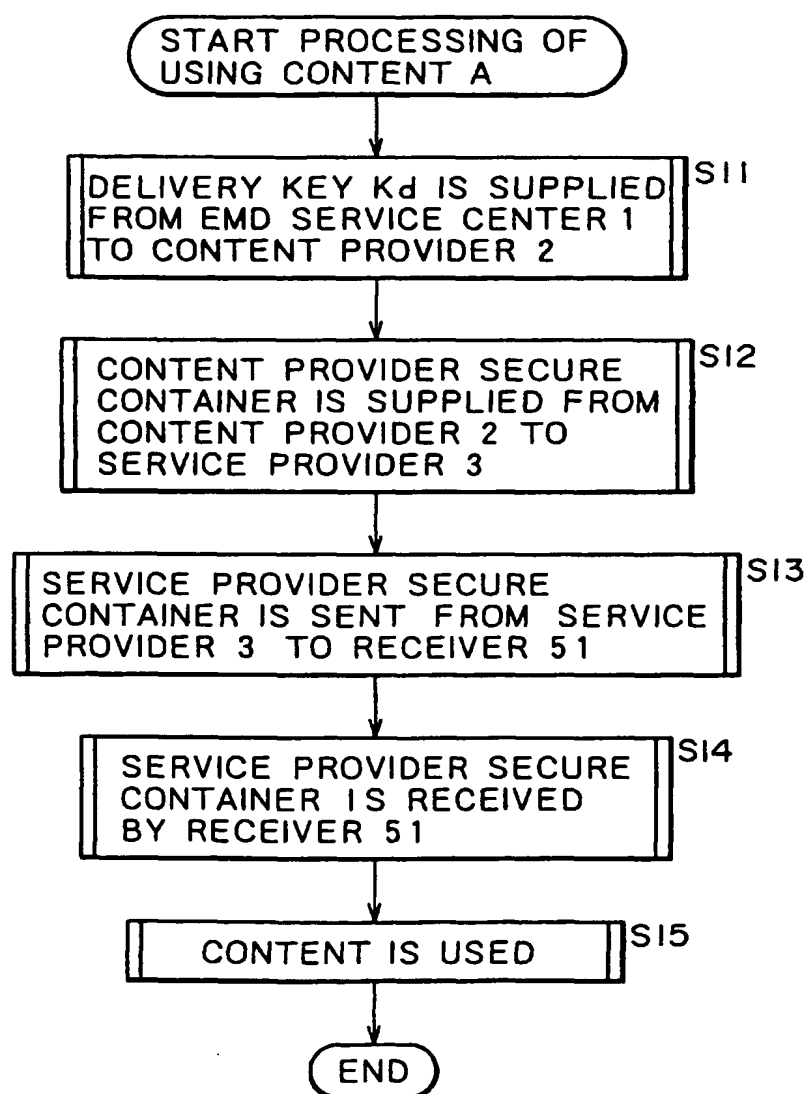 START PROCESSING OF
USING CONTENT A
S11
DELIVERY KEY Kd IS SUPPLIED
FROM EMD SERVICE CENTER 1
TO CONTENT PROVIDER 2
S12
CONTENT PROVIDER SECURE
CONTAINER IS SUPPLIED FROM
CONTENT PROVIDER 2 TO
SERVICE PROVIDER 3
S13
SERVICE PROVIDER SECURE
CONTAINER IS SENT FROM SERVICE
PROVIDER 3 TO RECEIVER 51
S14
SERVICE PROVIDER SECURE
CONTAINER IS RECEIVED
BY RECEIVER 51
S15
CONTENT IS USED
END